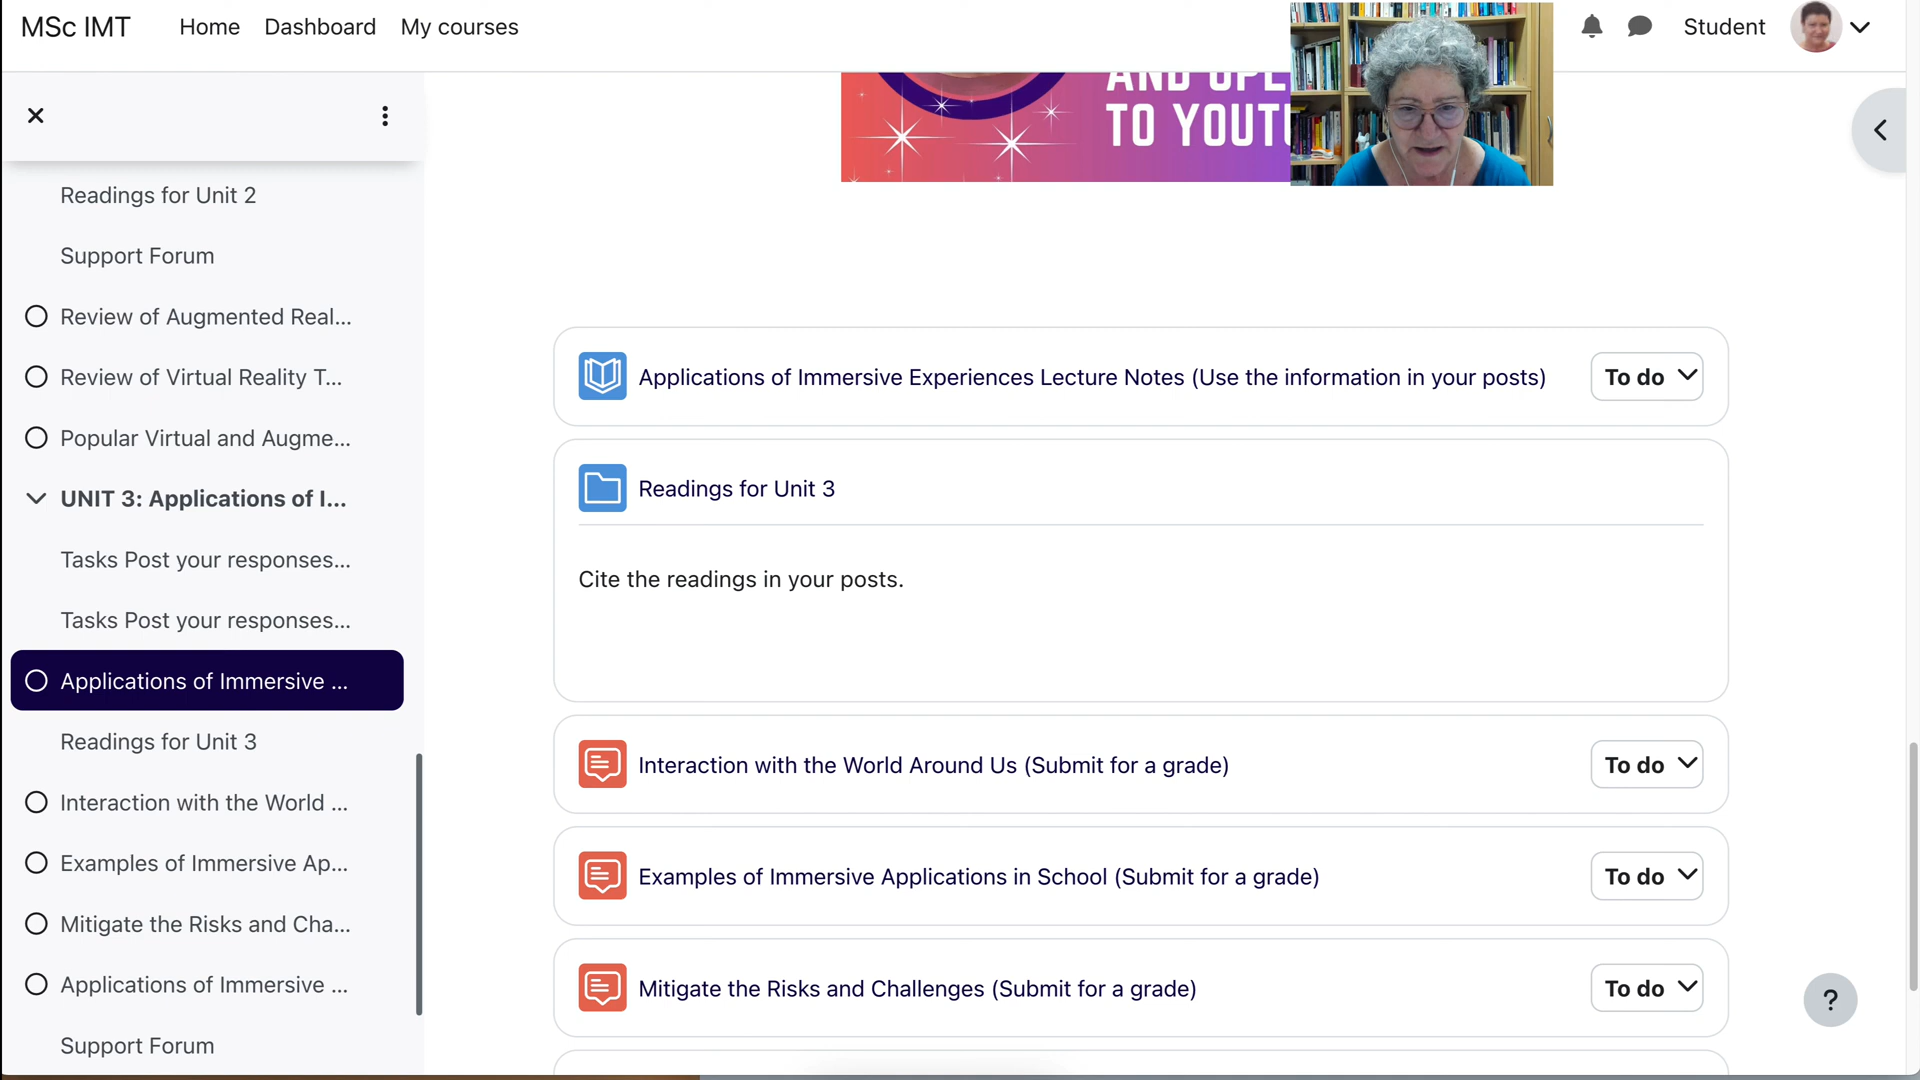 MSc IMT
Home
Dashboard
My courses
Student
TO YOUT
Readings for Unit 2
Support Forum
Review of Augmented Real...
Review of Virtual Reality T...
Popular Virtual and Augme...
UNIT 3: Applications of I...
Tasks Post your responses...
Tasks Post your responses...
Applications of Immersive ...
Readings for Unit 3
Interaction with the World ...
Examples of Immersive Ap...
Mitigate the Risks and Cha...
Applications of Immersive ...
Support Forum
Applications of Immersive Experiences Lecture Notes (Use the information in your posts)
To do
Readings for Unit 3
Cite the readings in your posts.
Interaction with the World Around Us (Submit for a grade)
To do
Examples of Immersive Applications in School (Submit for a grade)
To do
Mitigate the Risks and Challenges (Submit for a grade)
To do
?